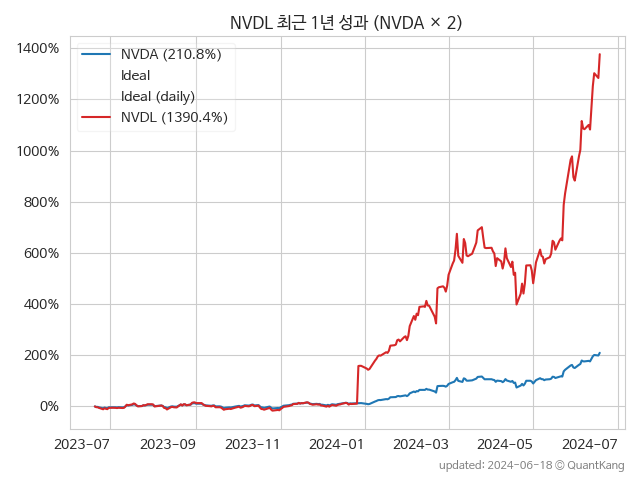 NVDL 최근 1년 성과 (NVDA × 2)
1400%
1200%
1000%
800%
600%
400%
200%
0%
NVDA (210.8%)
Ideal
Ideal (daily)
NVDL (1390.4%)
2023-07 2023-09 2023-11 2024-01 2024-03 2024-05 2024-07
updated: 2024-06-18 ⓒ QuantKang